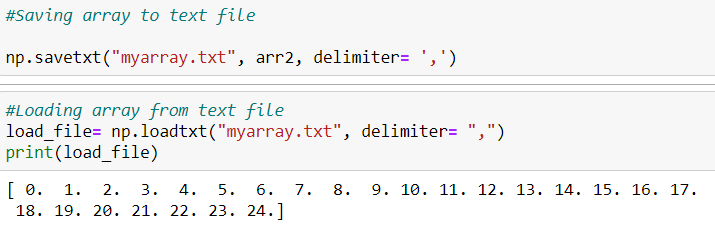 #Saving array to text file
np.savetxt("myarray.txt", arr2, delimiter= ',')
#Loading array from text file
load_file= np.loadtxt("myarray.txt", delimiter= ",")
print(load_file)
[ 0.  1.  2.  3.  4.  5.  6.  7.  8.  9. 10. 11. 12. 13. 14. 15. 16. 17.
 18. 19. 20. 21. 22. 23. 24.]